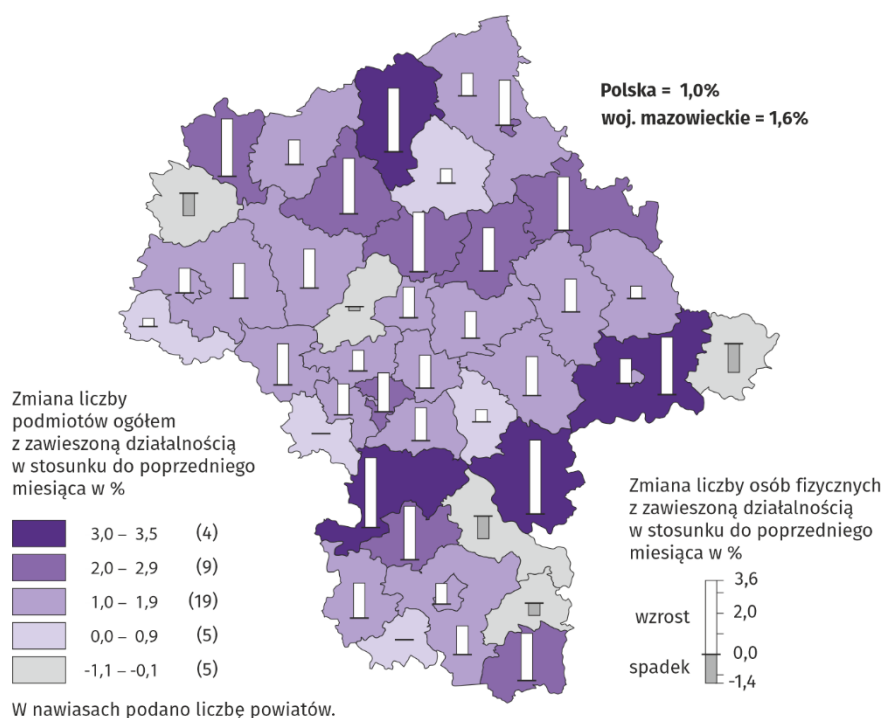 Polska = 1,0%
woj. mazowieckie = 1,6%
Zmiana liczby
podmiotów ogółem
z zawieszoną działalnością
w stosunku do poprzedniego
miesiąca w %
3,0 – 3,5 (4)
2,0 – 2,9 (9)
1,0 – 1,9 (19)
0,0 – 0,9 (5)
-1,1 – -0,1 (5)
W nawiasach podano liczbę powiatów.
Zmiana liczby osób fizycznych
z zawieszoną działalnością
w stosunku do poprzedniego
miesiąca w %
3,6
wzrost 2,0
0,0
spadek -1,4